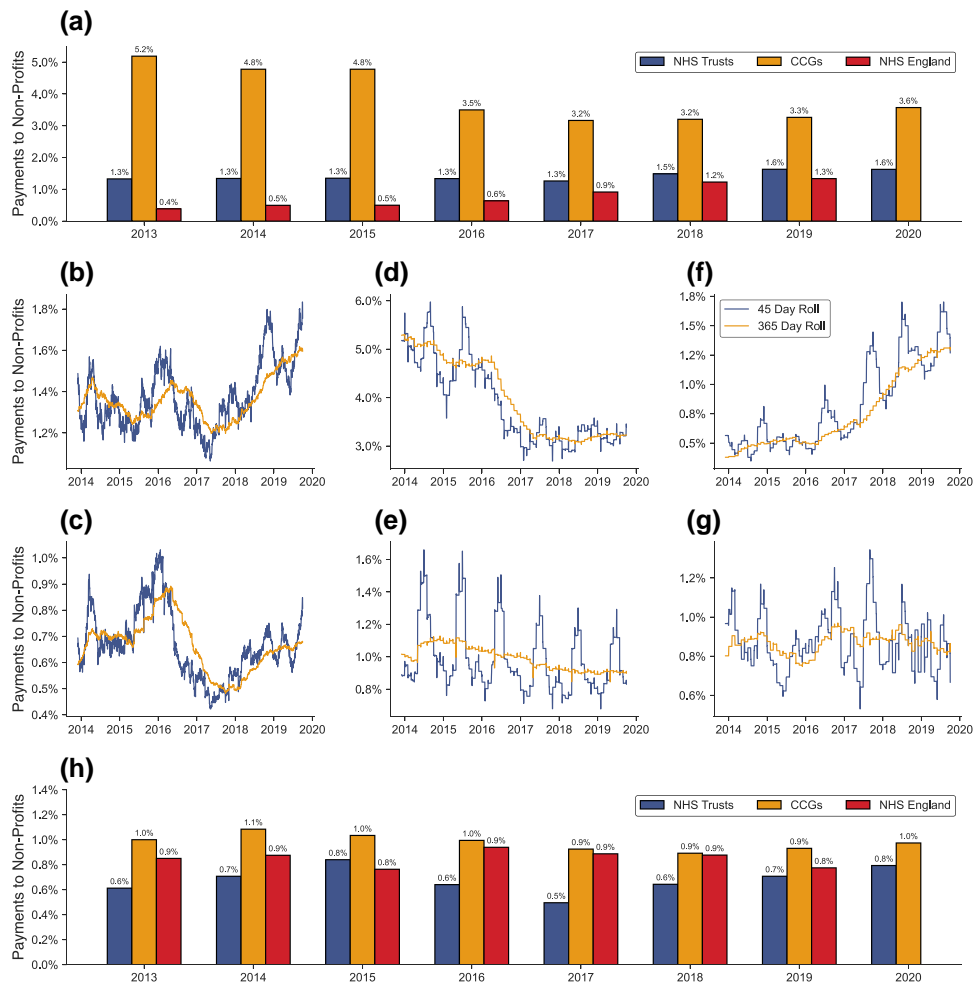 (a)
Payments to Non-Profits
5.0%
4.0%
3.0%
2.0%
1.0%
0.0%
NHS Trusts CCGs NHS England
1.3% 5.2% 0.4%
1.3% 4.8% 0.5%
1.3% 4.8% 0.5%
1.3% 3.5% 0.6%
1.3% 3.2% 0.9%
1.5% 3.2% 1.2%
1.6% 3.3% 1.3%
1.6% 3.6%
2013 2014 2015 2016 2017 2018 2019 2020
(b)
Payments to Non-Profits
1.8%
1.6%
1.4%
1.2%
2014 2015 2016 2017 2018 2019 2020
(d)
6.0%
5.0%
4.0%
3.0%
2014 2015 2016 2017 2018 2019 2020
(f)
1.8%
1.5%
1.2%
0.8%
0.5%
45 Day Roll
365 Day Roll
2014 2015 2016 2017 2018 2019 2020
(c)
Payments to Non-Profits
1.0%
0.9%
0.8%
0.7%
0.6%
0.5%
0.4%
2014 2015 2016 2017 2018 2019 2020
(e)
1.6%
1.4%
1.2%
1.0%
0.8%
2014 2015 2016 2017 2018 2019 2020
(g)
1.2%
1.0%
0.8%
0.6%
2014 2015 2016 2017 2018 2019 2020
(h)
Payments to Non-Profits
1.4%
1.2%
1.0%
0.8%
0.6%
0.4%
0.2%
0.0%
NHS Trusts CCGs NHS England
0.6% 1.0% 0.9%
0.7% 1.1% 0.9%
0.8% 1.0% 0.8%
0.6% 1.0% 0.9%
0.5% 0.9% 0.9%
0.6% 0.9% 0.9%
0.7% 0.9% 0.8%
0.8% 1.0%
2013 2014 2015 2016 2017 2018 2019 2020